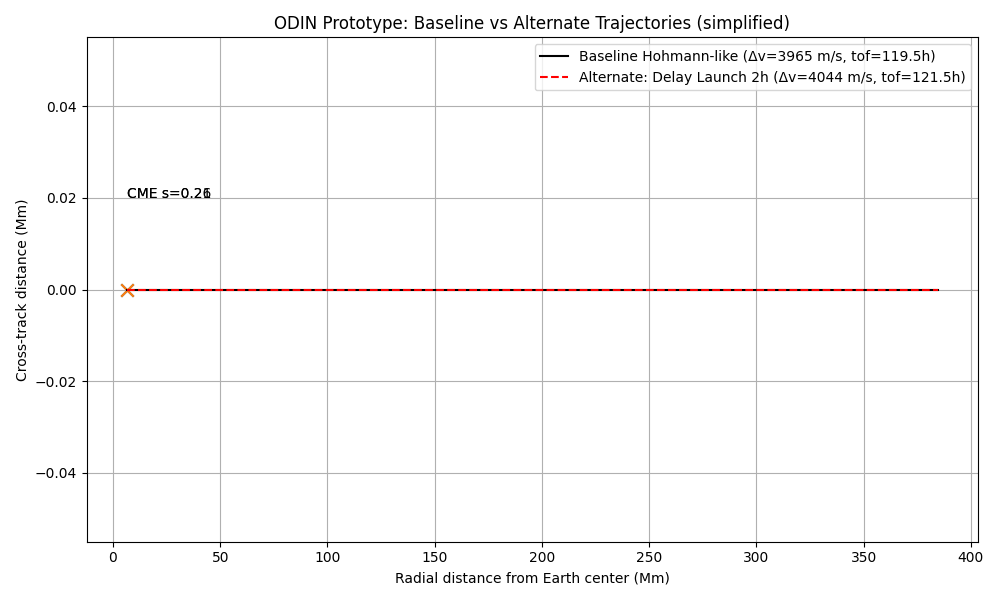 ODIN Prototype: Baseline vs Alternate Trajectories (simplified)
Baseline Hohmann-like (Δv=3965 m/s, tof=119.5h)
Alternate: Delay Launch 2h (Δv=4044 m/s, tof=121.5h)
0.04
CME
0.02
Cross-track distance (Mm)
0.00
−0.02
−0.04
0 50 100 150 200 250 300 350 400
Radial distance from Earth center (Mm)